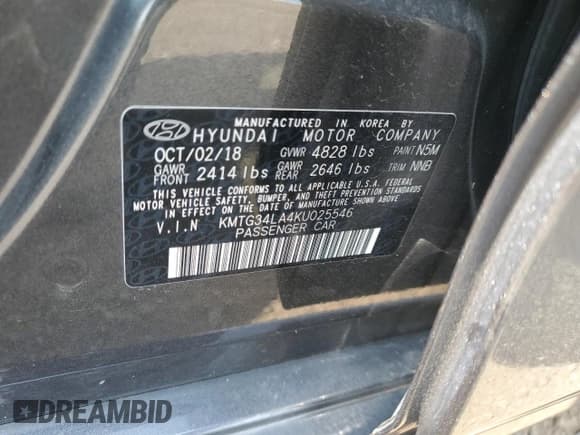 MANUFACTURED IN KOREA BY
HYUNDAI MOTOR COMPANY
OCT/02/18 GVWR 4828 lbs PAINT N5M
GAWR FRONT 2414 lbs GAWR REAR 2646 lbs TRIM NNB
THIS VEHICLE CONFORMS TO ALL APPLICABLE U.S.A. FEDERAL
MOTOR VEHICLE SAFETY, BUMPER, AND THEFT PREVENTION STANDARDS
IN EFFECT ON THE DATE OF MANUFACTURE SHOWN ABOVE
V.I.N KMTG34LA4KU025546
PASSENGER CAR
DREAMBID